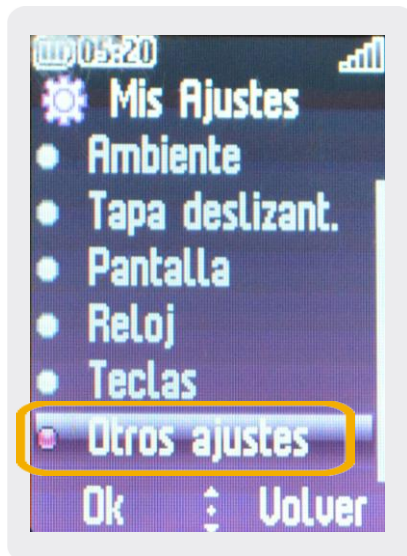 05:20
Mis Ajustes
Ambiente
Tapa deslizant.
Pantalla
Reloj
Teclas
Otros ajustes
Ok Volver